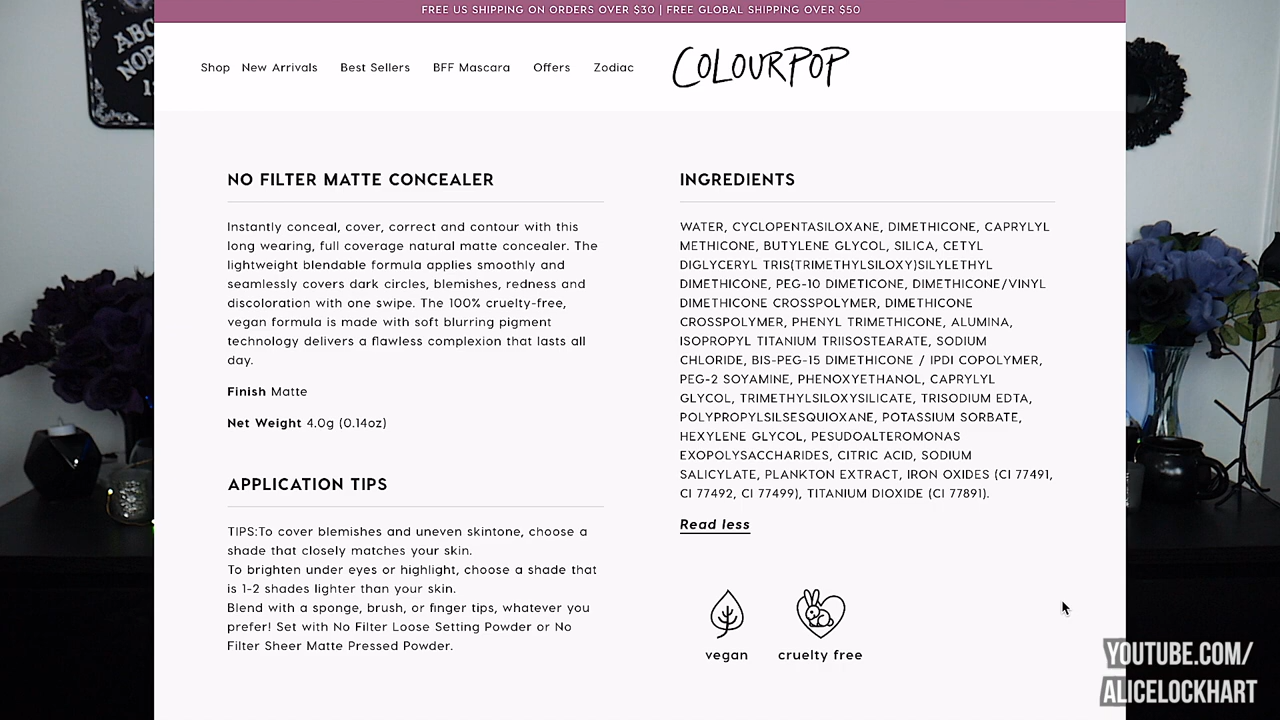 FREE US SHIPPING ON ORDERS OVER $30 | FREE GLOBAL SHIPPING OVER $50
Shop New Arrivals Best Sellers BFF Mascara Offers Zodiac COLOURPOP
NO FILTER MATTE CONCEALER
Instantly conceal, cover, correct and contour with this
long wearing, full coverage natural matte concealer. The
lightweight blendable formula applies smoothly and
seamlessly covers dark circles, blemishes, redness and
discoloration with one swipe. The 100% cruelty-free,
vegan formula is made with soft blurring pigment
technology delivers a flawless complexion that lasts all
day.
Finish Matte
Net Weight 4.0g (0.14oz)
APPLICATION TIPS
TIPS:To cover blemishes and uneven skintone, choose a
shade that closely matches your skin.
To brighten under eyes or highlight, choose a shade that
is 1-2 shades lighter than your skin.
Blend with a sponge, brush, or finger tips, whatever you
prefer! Set with No Filter Loose Setting Powder or No
Filter Sheer Matte Pressed Powder.
INGREDIENTS
WATER, CYCLOPENTASILOXANE, DIMETHICONE, CAPRYLYL
METHICONE, BUTYLENE GLYCOL, SILICA, CETYL
DIGLYCERYL TRIS(TRIMETHYLSILOXY)SILYLETHYL
DIMETHICONE, PEG-10 DIMETICONE, DIMETHICONE/VINYL
DIMETHICONE CROSSPOLYMER, DIMETHICONE
CROSSPOLYMER, PHENYL TRIMETHICONE, ALUMINA,
ISOPROPYL TITANIUM TRIISOSTEARATE, SODIUM
CHLORIDE, BIS-PEG-15 DIMETHICONE / IPDI COPOLYMER,
PEG-2 SOYAMINE, PHENOXYETHANOL, CAPRYLYL
GLYCOL, TRIMETHYLSILOXYSILICATE, TRISODIUM EDTA,
POLYPROPYLSILSESQUIOXANE, POTASSIUM SORBATE,
HEXYLENE GLYCOL, PESUDOALTEROMONAS
EXOPOLYSACCHARIDES, CITRIC ACID, SODIUM
SALICYLATE, PLANKTON EXTRACT, IRON OXIDES (CI 77491,
CI 77492, CI 77499), TITANIUM DIOXIDE (CI 77891).
Read less
vegan cruelty free
YOUTUBE.COM/
ALICELOCKHART